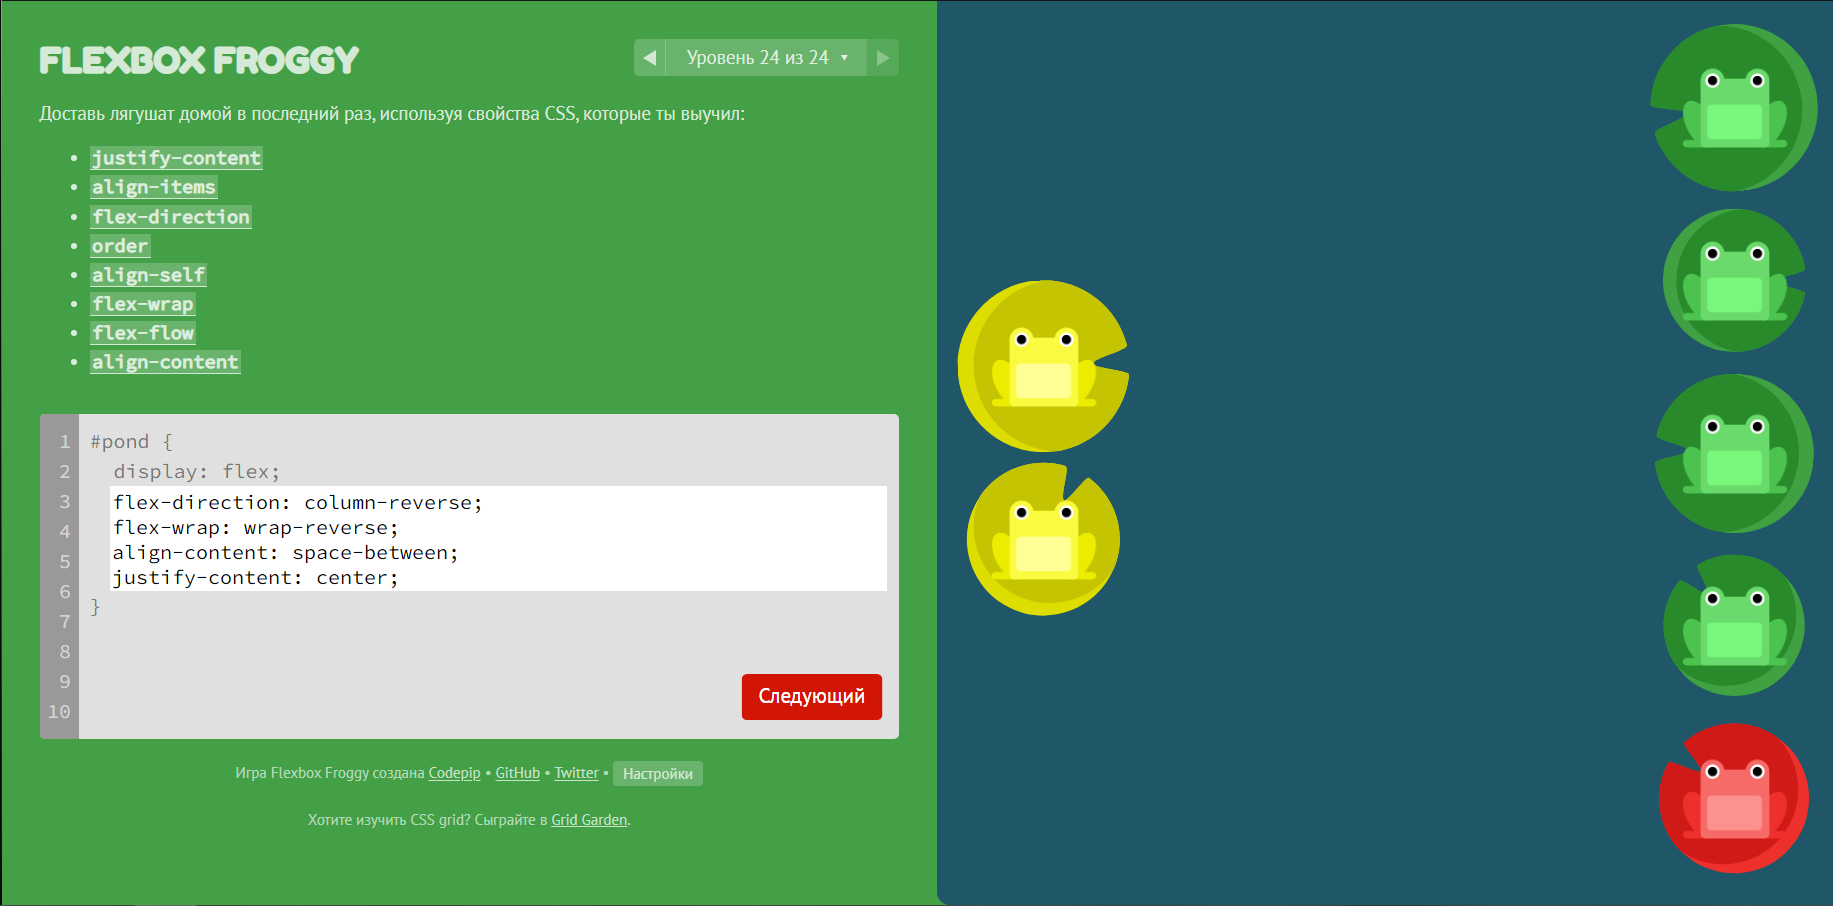 FLEXBOX FROGGY
◀ Уровень 24 из 24 ▼ ▶
Доставь лягушат домой в последний раз, используя свойства CSS, которые ты выучил:
• justify-content
• align-items
• flex-direction
• order
• align-self
• flex-wrap
• flex-flow
• align-content
1 #pond {
2 display: flex;
3 flex-direction: column-reverse;
4 flex-wrap: wrap-reverse;
5 align-content: space-between;
6 justify-content: center;
7 }
8
9
10
Следующий
Игра Flexbox Froggy создана Codepip • GitHub • Twitter • Настройки
Хотите изучить CSS grid? Сыграйте в Grid Garden.